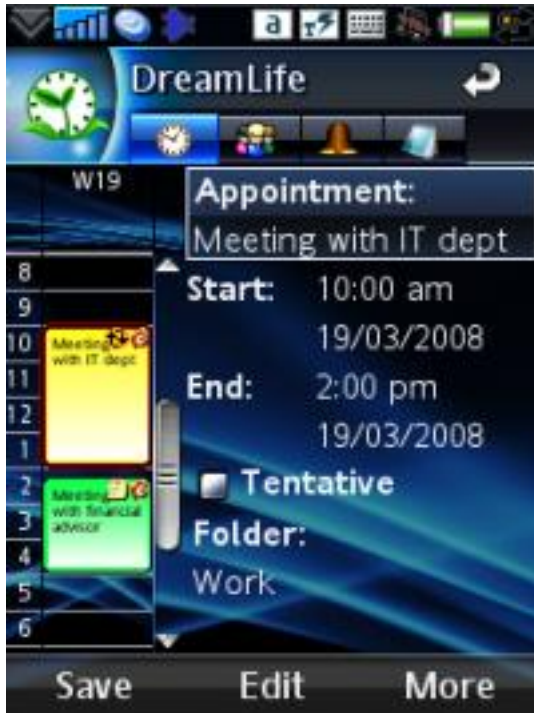 a T
DreamLife
W19
Appointment:
Meeting with IT dept
8
9
10
11
12
1
2
3
4
5
6
Meeting
with IT dept
Meeting
with financial
advisor
Start: 10:00 am
19/03/2008
End: 2:00 pm
19/03/2008
Tentative
Folder:
Work
Save Edit More